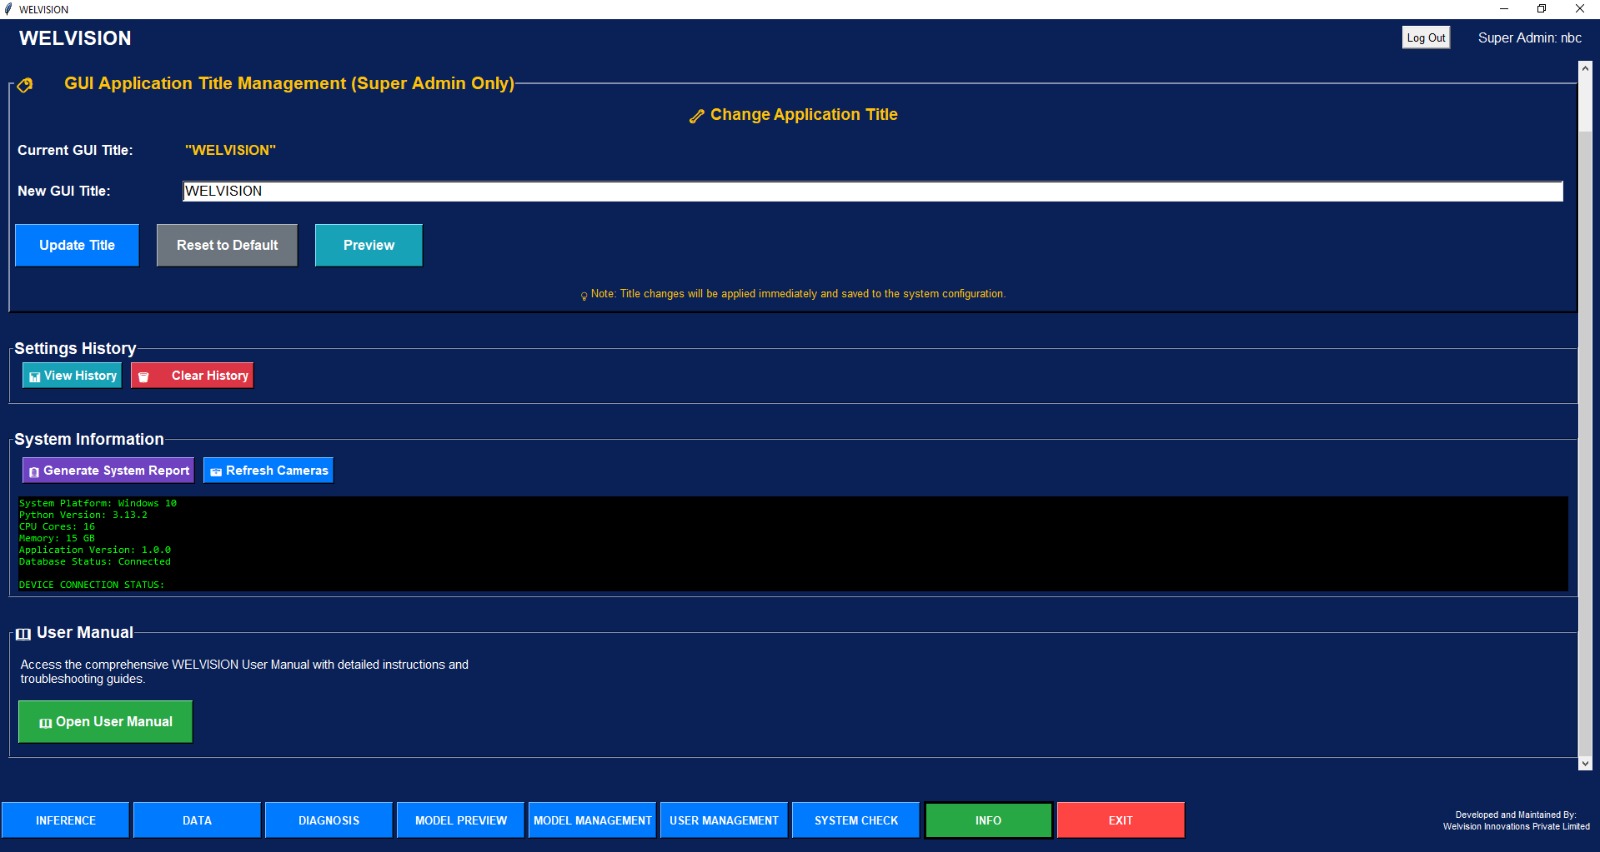 WELVISION
WELVISION
Log Out
Super Admin: nbc
GUI Application Title Management (Super Admin Only)
Change Application Title
Current GUI Title:
"WELVISION"
New GUI Title:
WELVISION
Update Title
Reset to Default
Preview
Note: Title changes will be applied immediately and saved to the system configuration.
Settings History
View History
Clear History
System Information
Generate System Report
Refresh Cameras
System Platform: Windows 10
Python Version: 3.13.2
CPU Cores: 16
Memory: 15 GB
Application Version: 1.0.0
Database Status: Connected
DEVICE CONNECTION STATUS:
User Manual
Access the comprehensive WELVISION User Manual with detailed instructions and
troubleshooting guides.
Open User Manual
INFERENCE
DATA
DIAGNOSIS
MODEL PREVIEW
MODEL MANAGEMENT
USER MANAGEMENT
SYSTEM CHECK
INFO
EXIT
Developed and Maintained By:
Welvision Innovations Private Limited